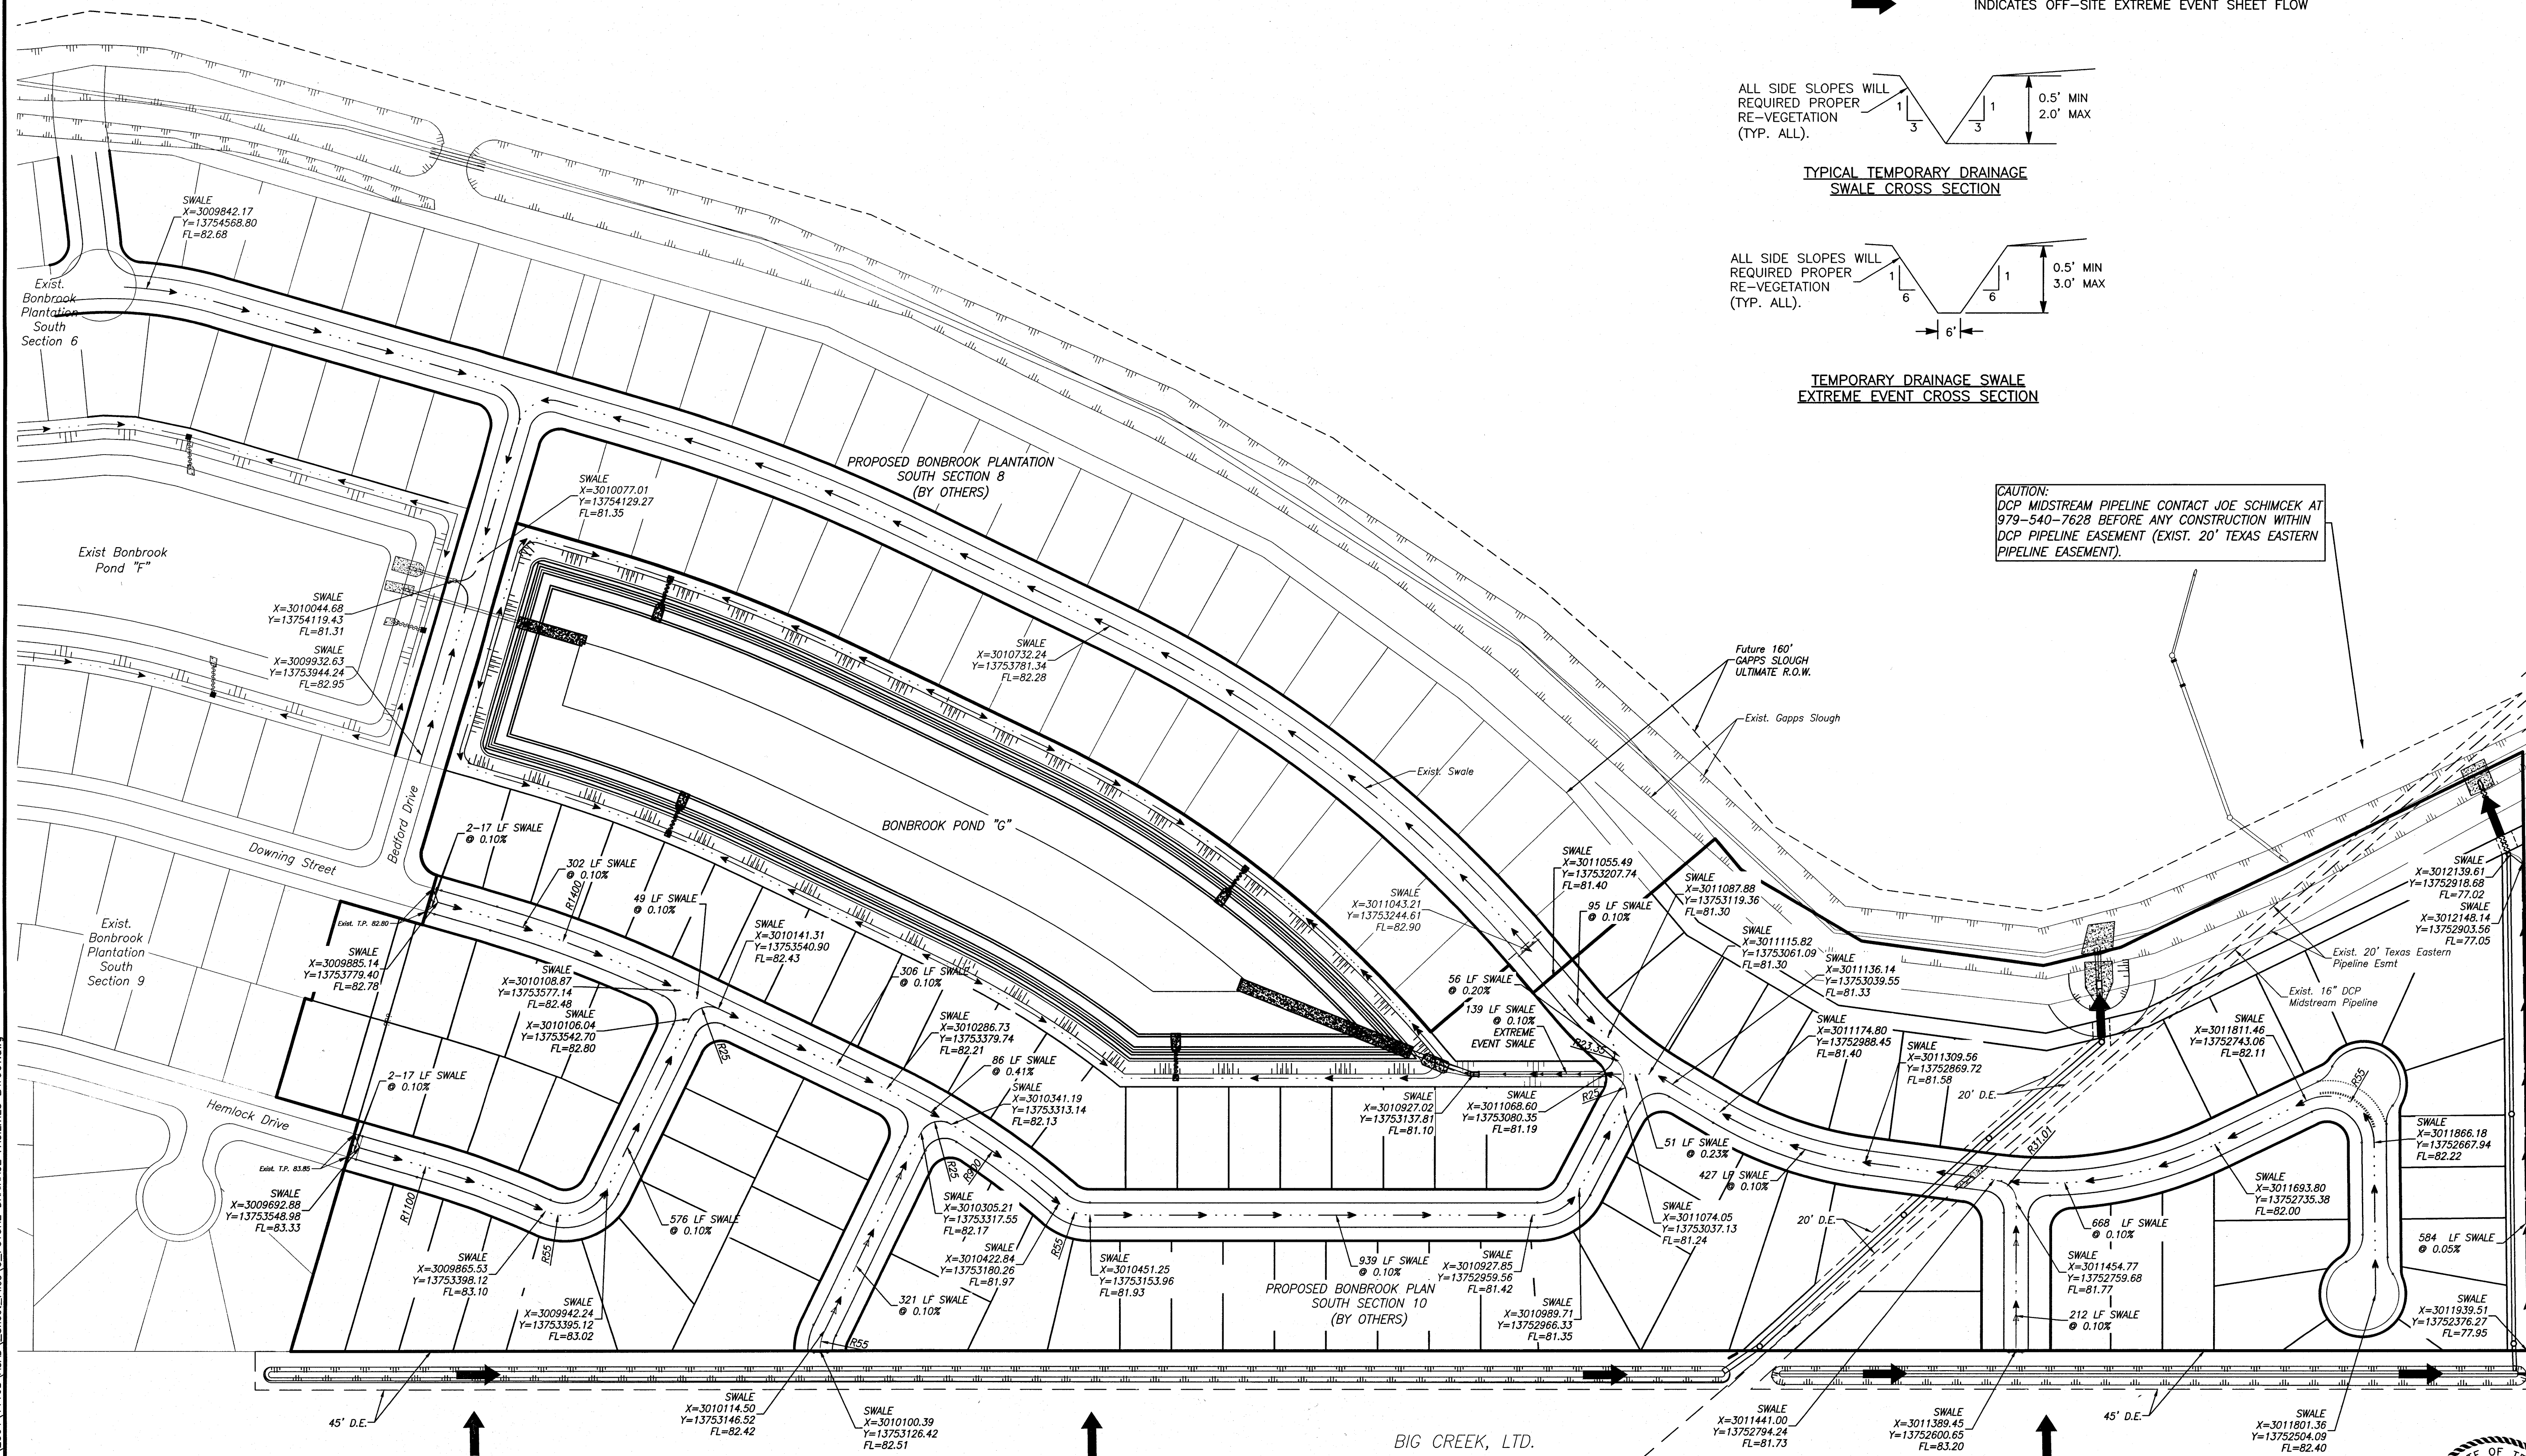 INDICATES OFF-SITE EXTREME EVENT SHEET FLOW
ALL SIDE SLOPES WILL
REQUIRED PROPER
RE-VEGETATION
(TYP. ALL).
1
3
3
1
0.5' MIN
2.0' MAX
TYPICAL TEMPORARY DRAINAGE
SWALE CROSS SECTION
ALL SIDE SLOPES WILL
REQUIRED PROPER
RE-VEGETATION
(TYP. ALL).
1
6
6
1
0.5' MIN
3.0' MAX
6'
TEMPORARY DRAINAGE SWALE
EXTREME EVENT CROSS SECTION
CAUTION:
DCP MIDSTREAM PIPELINE CONTACT JOE SCHIMCEK AT
979-540-7628 BEFORE ANY CONSTRUCTION WITHIN
DCP PIPELINE EASEMENT (EXIST. 20' TEXAS EASTERN
PIPELINE EASEMENT).
SWALE
X=3009842.17
Y=13754568.80
FL=82.68
Exist.
Bonbrook
Plantation
South
Section 6
PROPOSED BONBROOK PLANTATION
SOUTH SECTION 8
(BY OTHERS)
SWALE
X=3010077.01
Y=13754129.27
FL=81.35
Exist Bonbrook
Pond "F"
SWALE
X=3010044.68
Y=13754119.43
FL=81.31
SWALE
X=3009932.63
Y=13753944.24
FL=82.95
SWALE
X=3010732.24
Y=13753781.34
FL=82.28
Future 160'
GAPPS SLOUGH
ULTIMATE R.O.W.
Exist. Gapps Slough
Exist. Swale
BONBROOK POND "G"
Bedford Drive
Downing Street
2-17 LF SWALE
@ 0.10%
302 LF SWALE
@ 0.10%
R1400
49 LF SWALE
@ 0.10%
Exist. T.P. 82.80
Exist.
Bonbrook
Plantation
South
Section 9
SWALE
X=3009885.14
Y=13753779.40
FL=82.78
SWALE
X=3010141.31
Y=13753540.90
FL=82.43
SWALE
X=3010108.87
Y=13753577.14
FL=82.48
SWALE
X=3010106.04
Y=13753542.70
FL=82.80
R25
306 LF SWALE
@ 0.10%
SWALE
X=3010286.73
Y=13753379.74
FL=82.21
86 LF SWALE
@ 0.41%
SWALE
X=3010341.19
Y=13753313.14
FL=82.13
2-17 LF SWALE
@ 0.10%
Hemlock Drive
Exist. T.P. 83.85
SWALE
X=3009692.88
Y=13753548.98
FL=83.33
R1100
R55
576 LF SWALE
@ 0.10%
SWALE
X=3009865.53
Y=13753398.12
FL=83.10
SWALE
X=3009942.24
Y=13753395.12
FL=83.02
R25
R900
SWALE
X=3010305.21
Y=13753317.55
FL=82.17
SWALE
X=3010422.84
Y=13753180.26
FL=81.97
R55
SWALE
X=3010451.25
Y=13753153.96
FL=81.93
321 LF SWALE
@ 0.10%
R55
939 LF SWALE
@ 0.10%
SWALE
X=3010927.85
Y=13752959.56
FL=81.42
PROPOSED BONBROOK PLAN
SOUTH SECTION 10
(BY OTHERS)
SWALE
X=3010989.71
Y=13752966.33
FL=81.35
SWALE
X=3011043.21
Y=13753244.61
FL=82.90
SWALE
X=3011055.49
Y=13753207.74
FL=81.40
95 LF SWALE
@ 0.10%
SWALE
X=3011087.88
Y=13753119.36
FL=81.30
SWALE
X=3011115.82
Y=13753061.09
FL=81.30
SWALE
X=3011136.14
Y=13753039.55
FL=81.33
SWALE
X=3011174.80
Y=13752988.45
FL=81.40
SWALE
X=3011309.56
Y=13752869.72
FL=81.58
56 LF SWALE
@ 0.20%
139 LF SWALE
@ 0.10%
EXTREME
EVENT SWALE
R23.35
R25
SWALE
X=3010927.02
Y=13753137.81
FL=81.10
SWALE
X=3011068.60
Y=13753080.35
FL=81.19
51 LF SWALE
@ 0.23%
427 LF SWALE
@ 0.10%
SWALE
X=3011074.05
Y=13753037.13
FL=81.24
20' D.E.
20' D.E.
R31.01
SWALE
X=3011811.46
Y=13752743.06
FL=82.11
R55
SWALE
X=3011866.18
Y=13752667.94
FL=82.22
SWALE
X=3011693.80
Y=13752735.38
FL=82.00
668 LF SWALE
@ 0.10%
SWALE
X=3011454.77
Y=13752759.68
FL=81.77
212 LF SWALE
@ 0.10%
584 LF SWALE
@ 0.05%
SWALE
X=3011939.51
Y=13752376.27
FL=77.95
SWALE
X=3012139.61
Y=13752918.68
FL=77.02
SWALE
X=3012148.14
Y=13752903.56
FL=77.05
Exist. 20' Texas Eastern
Pipeline Esmt
Exist. 16" DCP
Midstream Pipeline
45' D.E.
SWALE
X=3010114.50
Y=13753146.52
FL=82.42
SWALE
X=3010100.39
Y=13753126.42
FL=82.51
BIG CREEK, LTD.
SWALE
X=3011441.00
Y=13752794.24
FL=81.73
SWALE
X=3011389.45
Y=13752600.65
FL=83.20
45' D.E.
SWALE
X=3011801.36
Y=13752504.09
FL=82.40